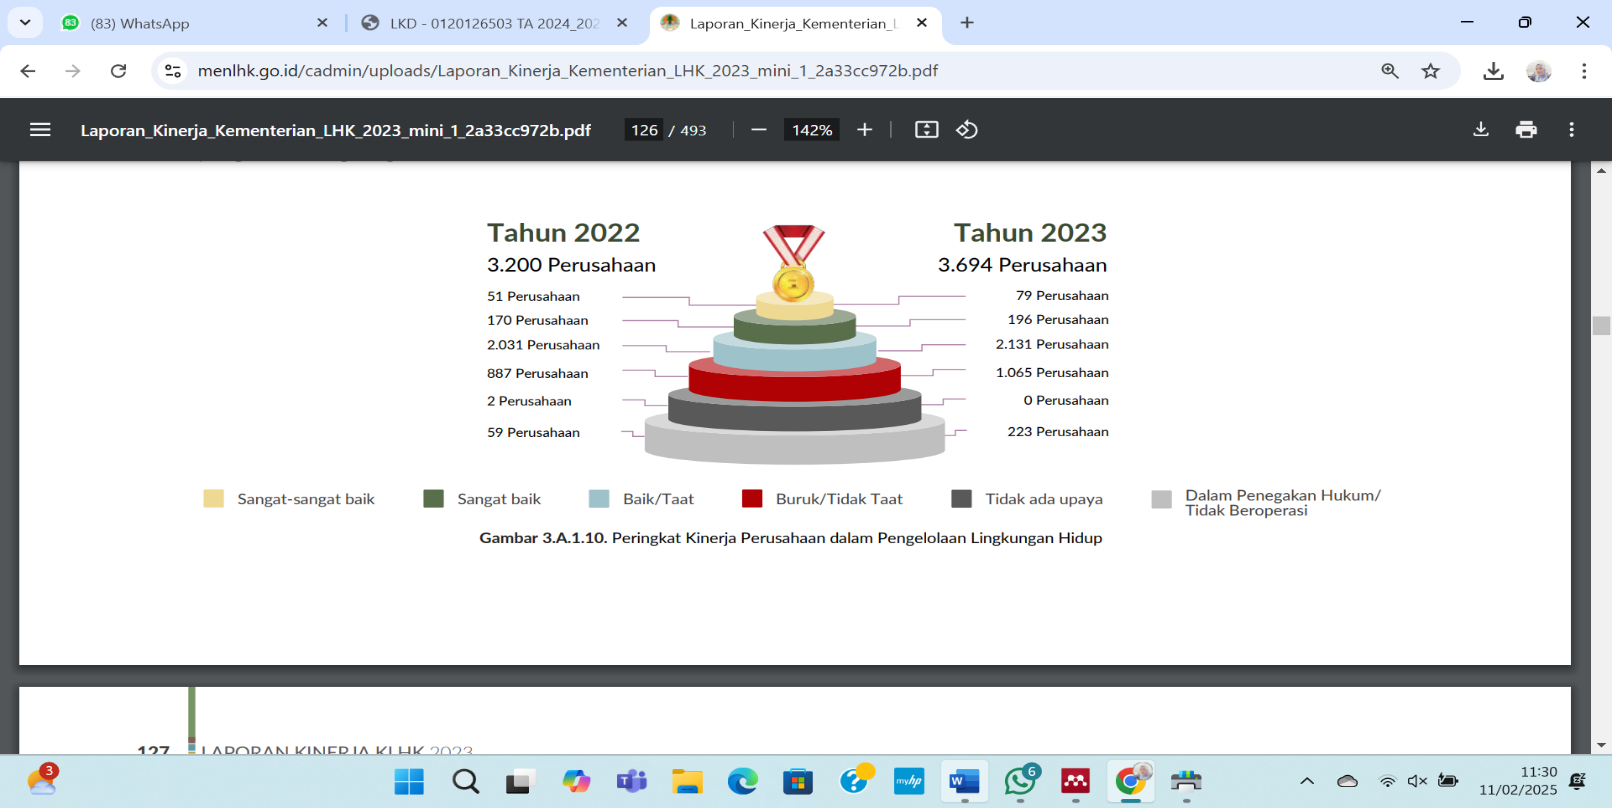 83 (83) WhatsApp
LKD - 0120126503 TA 2024_202
Laporan_Kinerja_Kementerian_L
menlhk.go.id/cadmin/uploads/Laporan_Kinerja_Kementerian_LHK_2023_mini_1_2a33cc972b.pdf
Laporan_Kinerja_Kementerian_LHK_2023_mini_1_2a33cc972b.pdf
126 / 493
142%
Tahun 2022
3.200 Perusahaan
51 Perusahaan
170 Perusahaan
2.031 Perusahaan
887 Perusahaan
2 Perusahaan
59 Perusahaan
Tahun 2023
3.694 Perusahaan
79 Perusahaan
196 Perusahaan
2.131 Perusahaan
1.065 Perusahaan
0 Perusahaan
223 Perusahaan
Sangat-sangat baik
Sangat baik
Baik/Taat
Buruk/Tidak Taat
Tidak ada upaya
Dalam Penegakan Hukum/
Tidak Beroperasi
Gambar 3.A.1.10. Peringkat Kinerja Perusahaan dalam Pengelolaan Lingkungan Hidup
127 LAPORAN KINERJA KLHK 2023
3
myhp
W
6
11:30
11/02/2025